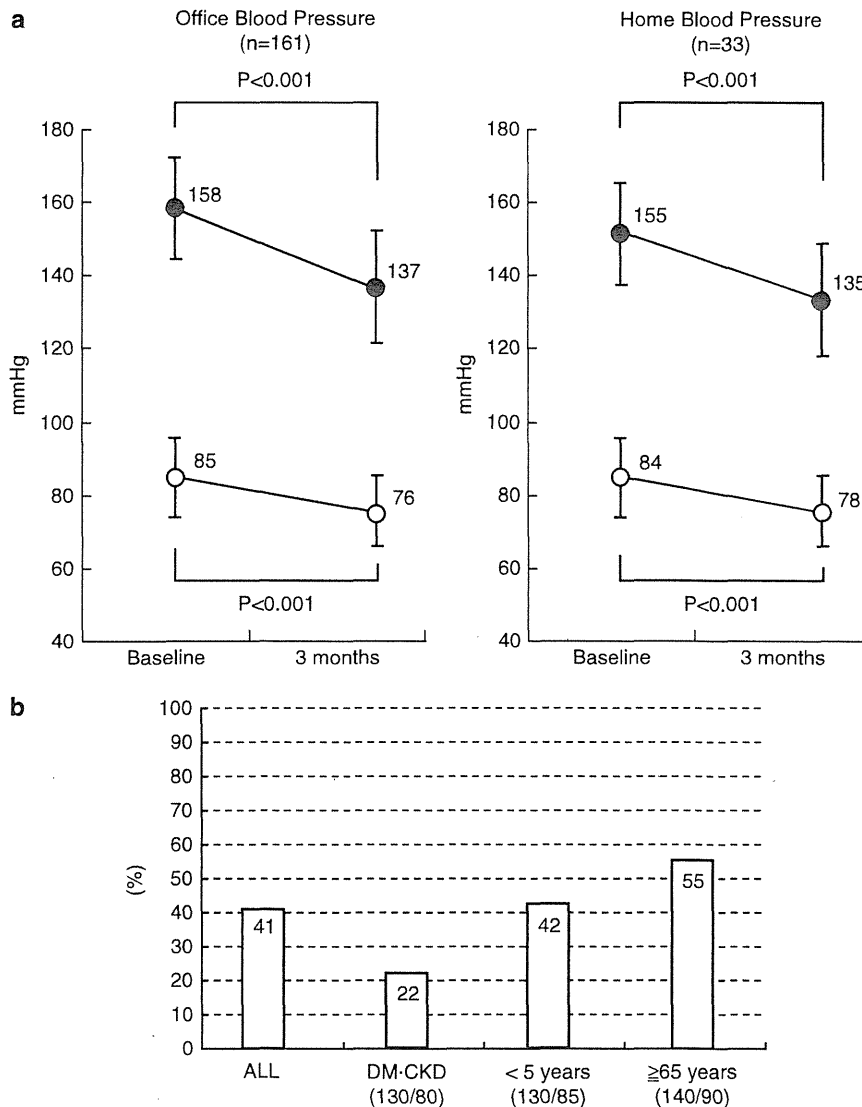 a
Office Blood Pressure
(n=161)
P<0.001
180
160
140
120
100
80
60
40
mmHg
158
137
85
76
P<0.001
Baseline
3 months
Home Blood Pressure
(n=33)
P<0.001
180
160
140
120
100
80
60
40
mmHg
155
135
84
78
P<0.001
Baseline
3 months
b
100
90
80
70
60
50
40
30
20
10
0
(%)
41
22
42
55
ALL
DM·CKD
(130/80)
< 5 years
(130/85)
≧65 years
(140/90)